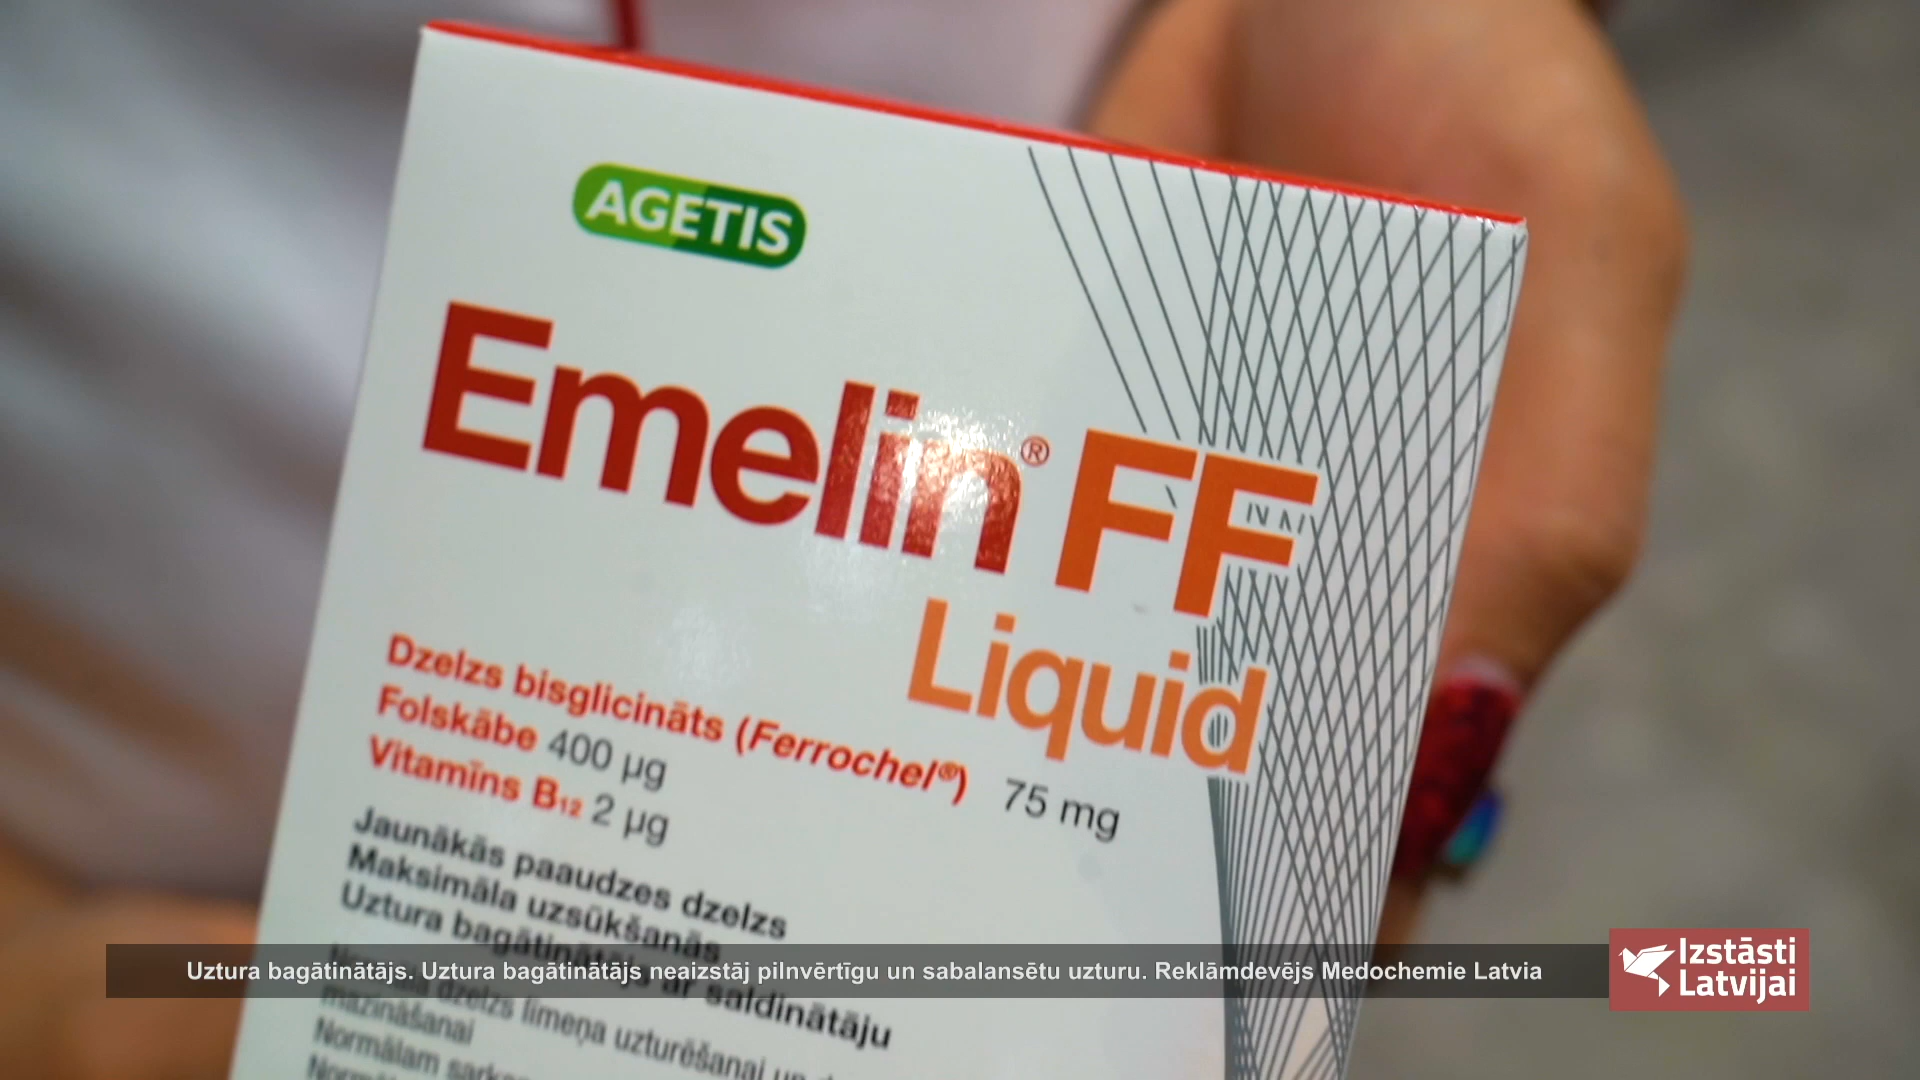 AGETIS
Emelin® FF
Liquid
Dzelzs bisglicināts (Ferrochel®) 75 mg
Folskābe 400 µg
Vitamīns B12 2 µg
Jaunākās paaudzes dzelzs
Maksimāla uzsūkšanās
Uztura bagātinātājs ar saldinātāju
dzelzs līmeņa uzturēšanai un
mazināšanai
Normālam
Uztura bagātinātājs. Uztura bagātinātājs neaizstāj pilnvērtīgu un sabalansētu uzturu. Reklāmdevējs Medochemie Latvia
Izstāsti
Latvijai